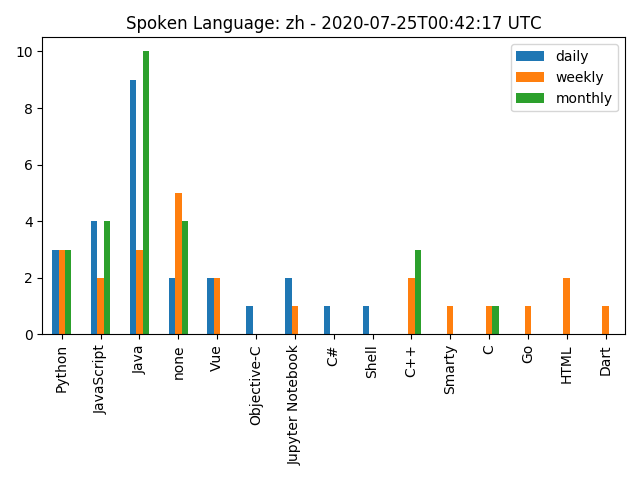 Spoken Language: zh - 2020-07-25T00:42:17 UTC
daily
weekly
monthly
10
8
6
4
2
0
Python
JavaScript
Java
none
Vue
Objective-C
Jupyter Notebook
C#
Shell
C++
Smarty
C
Go
HTML
Dart